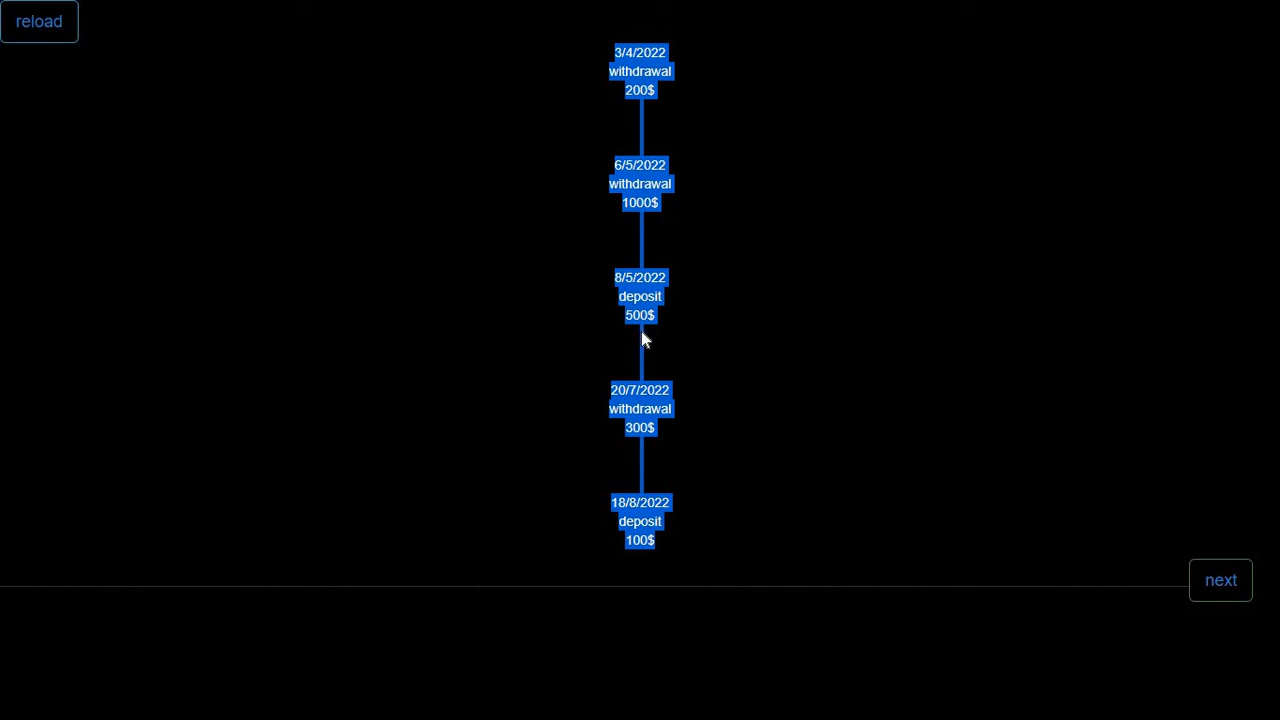 reload
3/4/2022
withdrawal
200$
6/5/2022
withdrawal
1000$
8/5/2022
deposit
500$
20/7/2022
withdrawal
300$
18/8/2022
deposit
100$
next